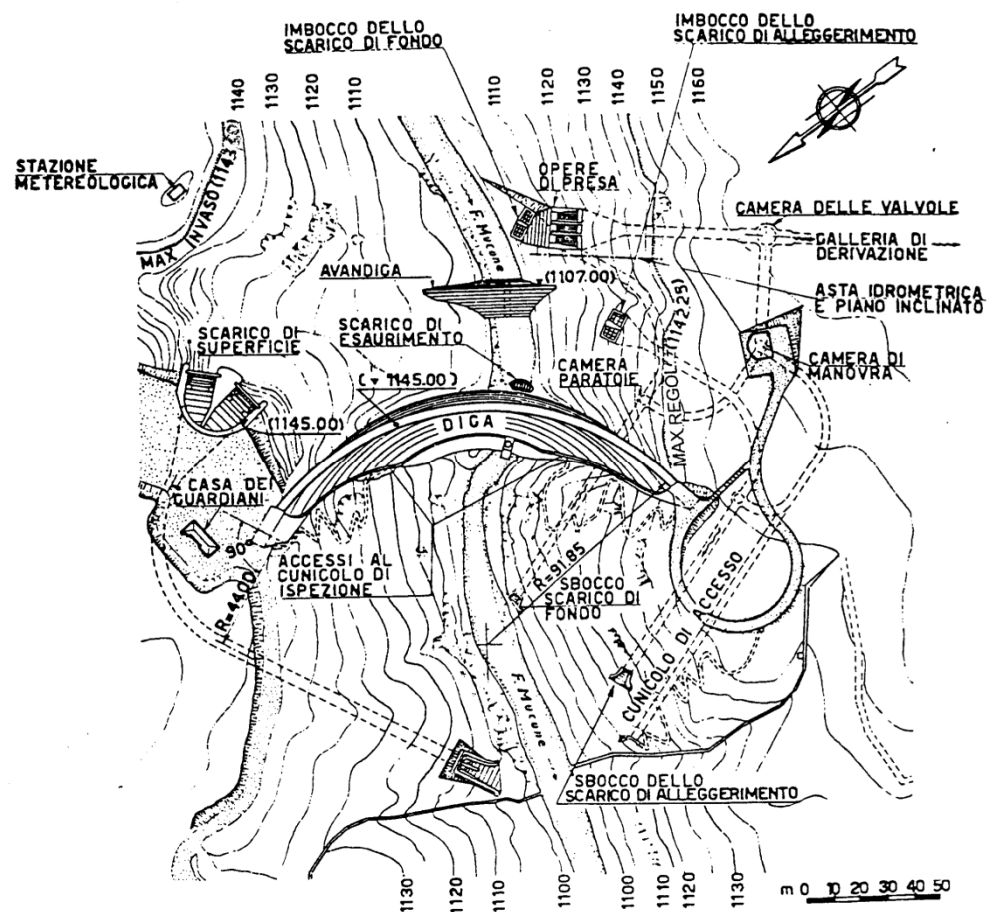 IMBOCCO DELLO
SCARICO DI FONDO
IMBOCCO DELLO
SCARICO DI ALLEGGERIMENTO
1140
1130
1120
1110
1110
1120
1130
1140
1150
1160
STAZIONE
METEREOLOGICA
MAX INVASO (1143
F. Mucone
OPERE
DI PRESA
CAMERA DELLE VALVOLE
GALLERIA DI
DERIVAZIONE
AVANDIGA
(1107.00)
ASTA IDROMETRICA
E PIANO INCLINATO
SCARICO DI
SUPERFICIE
SCARICO DI
ESAURIMENTO
(1145.00)
CAMERA
PARATOIE
MAX REGOL. (1142.25)
CAMERA DI
MANOVRA
(1145.00)
DIGA
CASA DEI
GUARDIANI
90°
R=44.00
ACCESSI AL
CUNICOLO DI
ISPEZIONE
R=91.85
SBOCCO
SCARICO DI
FONDO
CUNICOLO DI ACCESSO
F. Mucone
SBOCCO DELLO
SCARICO DI ALLEGGERIMENTO
1130
1120
1110
1100
1100
1110
1120
1130
m 0 10 20 30 40 50